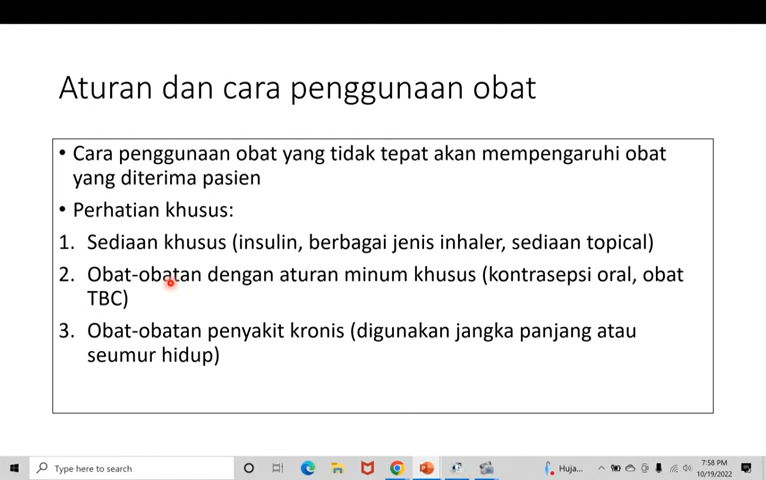 Aturan dan cara penggunaan obat
• Cara penggunaan obat yang tidak tepat akan mempengaruhi obat
yang diterima pasien
• Perhatian khusus:
1. Sediaan khusus (insulin, berbagai jenis inhaler, sediaan topical)
2. Obat-obatan dengan aturan minum khusus (kontrasepsi oral, obat
TBC)
3. Obat-obatan penyakit kronis (digunakan jangka panjang atau
seumur hidup)
Type here to search
Huja...
7:58 PM
10/19/2022